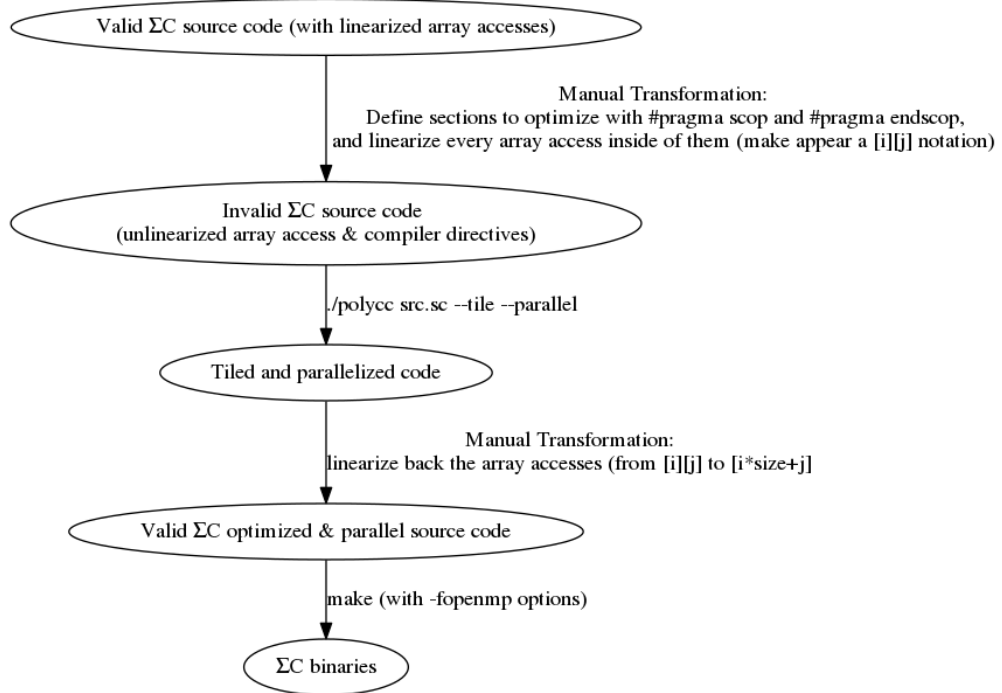 Valid ΣC source code (with linearized array accesses)
Manual Transformation:
Define sections to optimize with #pragma scop and #pragma endscop,
and linearize every array access inside of them (make appear a [i][j] notation)
Invalid ΣC source code
(unlinearized array access & compiler directives)
./polycc src.sc --tile --parallel
Tiled and parallelized code
Manual Transformation:
linearize back the array accesses (from [i][j] to [i*size+j]
Valid ΣC optimized & parallel source code
make (with -fopenmp options)
ΣC binaries